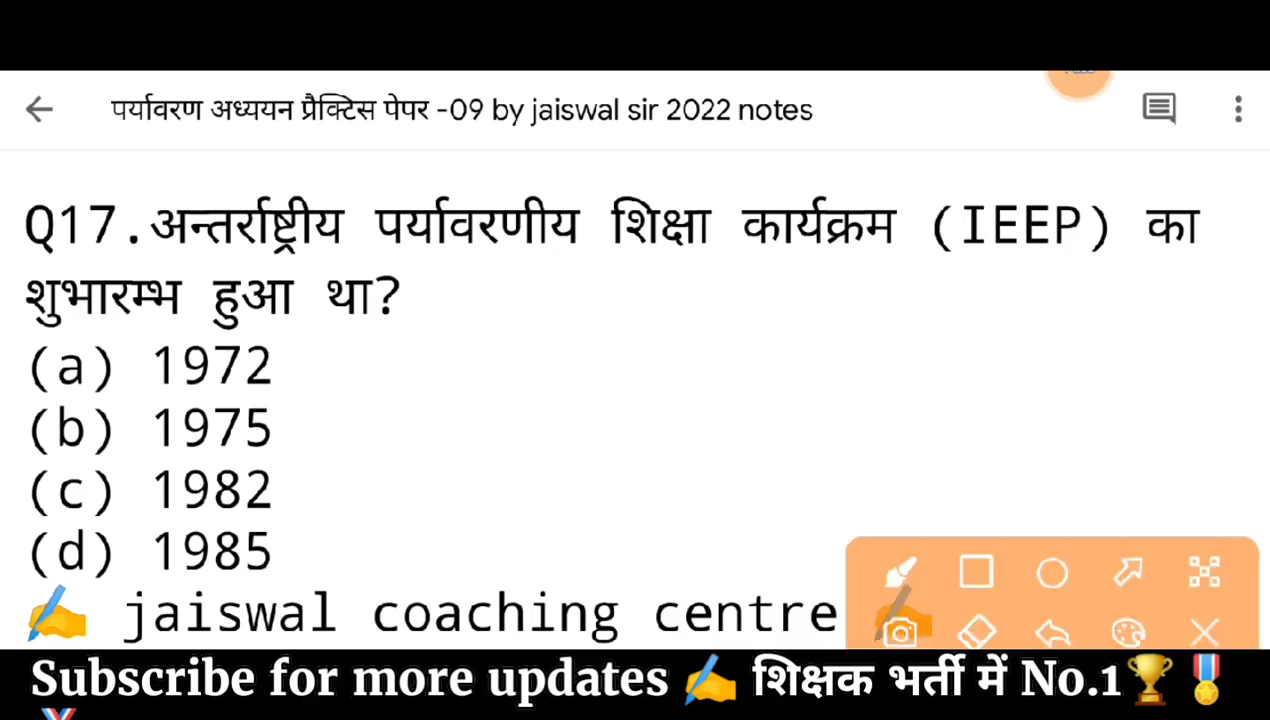 पर्यावरण अध्ययन प्रैक्टिस पेपर -09 by jaiswal sir 2022 notes
Q17.अन्तर्राष्ट्रीय पर्यावरणीय शिक्षा कार्यक्रम (IEEP) का
शुभारम्भ हुआ था?
(a) 1972
(b) 1975
(c) 1982
(d) 1985
✍️ jaiswal coaching centre ✍️
Subscribe for more updates ✍️ शिक्षक भर्ती में No.1🏆🏅